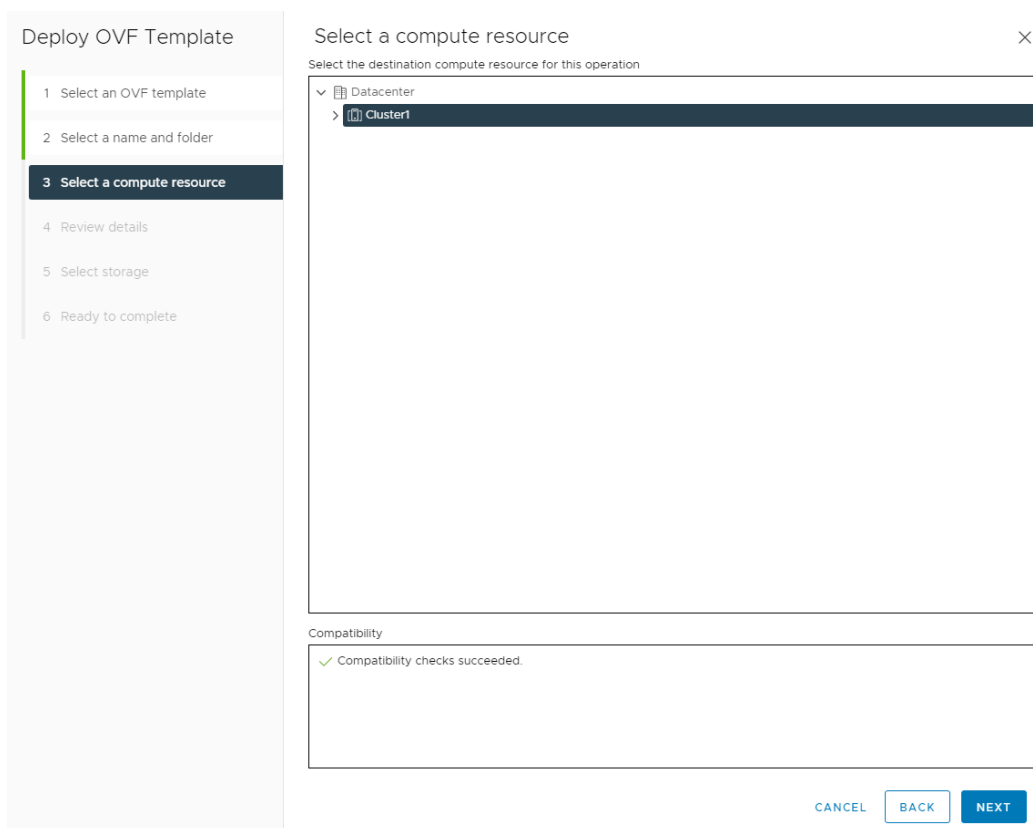 Deploy OVF Template
1 Select an OVF template
2 Select a name and folder
3 Select a compute resource
4 Review details
5 Select storage
6 Ready to complete
Select a compute resource
Select the destination compute resource for this operation
Datacenter
Cluster1
Compatibility
Compatibility checks succeeded.
CANCEL BACK NEXT